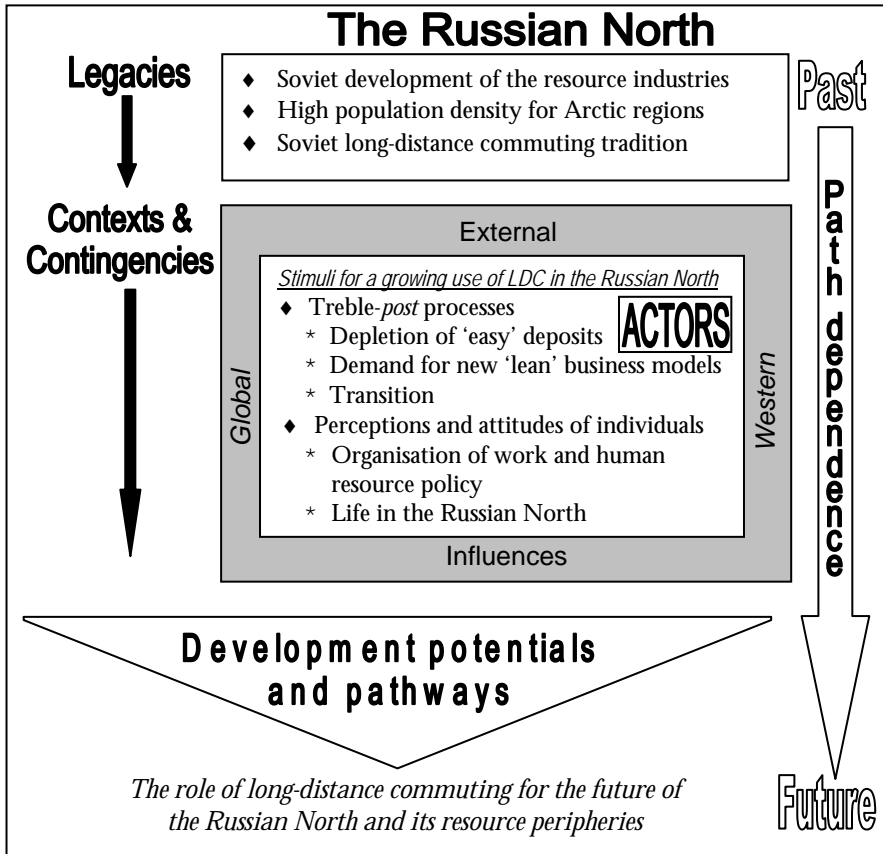 The Russian North
Legacies
♦ Soviet development of the resource industries
♦ High population density for Arctic regions
♦ Soviet long-distance commuting tradition
Past
Path dependence
Contexts &
Contingencies
External
Global
Western
Stimuli for a growing use of LDC in the Russian North
♦ Treble-post processes
* Depletion of ‘easy’ deposits
ACTORS
* Demand for new ‘lean’ business models
* Transition
♦ Perceptions and attitudes of individuals
* Organisation of work and human
resource policy
* Life in the Russian North
Influences
Development potentials
and pathways
The role of long-distance commuting for the future of
the Russian North and its resource peripheries
Future